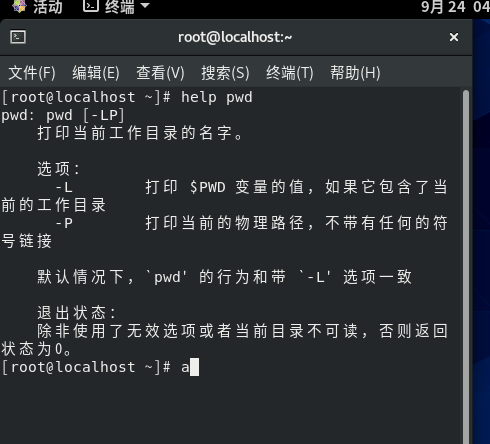 活动 终端 9月 24 04
root@localhost:~ ×
文件(F) 编辑(E) 查看(V) 搜索(S) 终端(T) 帮助(H)
[root@localhost ~]# help pwd
pwd: pwd [-LP]
打印当前工作目录的名字。
选项:
-L 打印 $PWD 变量的值，如果它包含了当
前的工作目录
-P 打印当前的物理路径，不带有任何的符
号链接
默认情况下，`pwd' 的行为和带 `-L' 选项一致
退出状态:
除非使用了无效选项或者当前目录不可读，否则返回
状态为0。
[root@localhost ~]# a